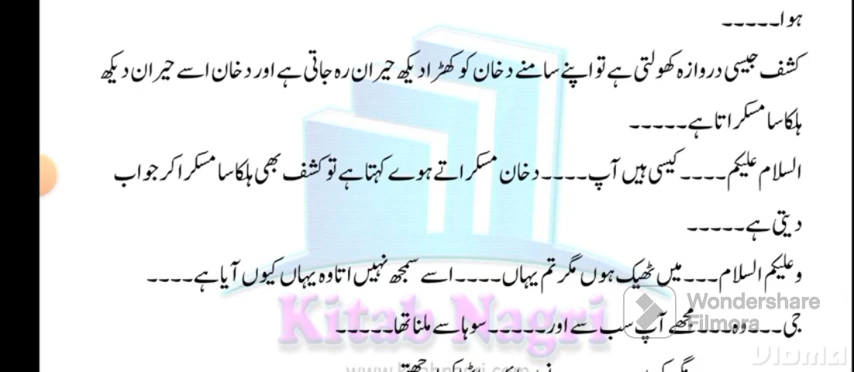 ہوا۔۔۔۔۔
کشف جیسی دروازہ کھولتی ہے تو اپنے سامنے دخان کو کھڑا دیکھ حیران رہ جاتی ہے اور دخان اسے حیران دیکھ
ہلکا سا مسکراتا ہے۔۔۔۔۔
السلام علیکم۔۔۔۔کیسی ہیں آپ۔۔۔۔دخان مسکراتے ہوے کہتا ہے تو کشف بھی ہلکا سا مسکرا کر جواب
دیتی ہے۔۔۔۔۔
وعلیکم السلام۔۔۔میں ٹھیک ہوں مگر تم یہاں۔۔۔۔اسے سمجھ نہیں اتا وہ یہاں کیوں آیا ہے۔۔۔۔
جی۔۔۔وہ۔۔۔مجھے آپ سب سے اور۔۔۔۔۔سوہا سے ملنا تھا۔۔۔۔۔
Kitab Nagri
Wondershare
Filmora